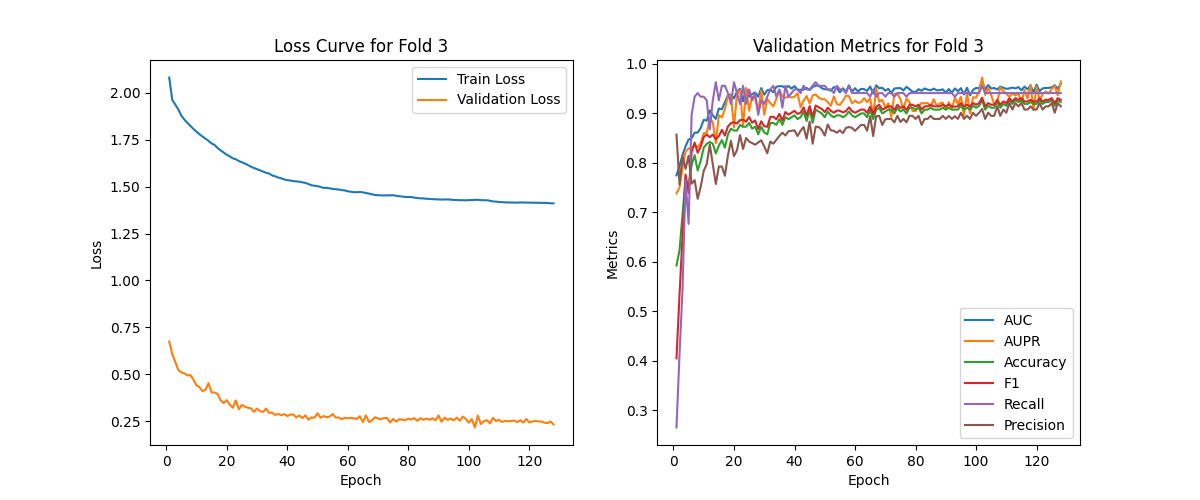 Loss Curve for Fold 3
2.00
1.75
1.50
1.25
1.00
0.75
0.50
0.25
Loss
0 20 40 60 80 100 120
Epoch
Train Loss
Validation Loss
Validation Metrics for Fold 3
1.0
0.9
0.8
0.7
0.6
0.5
0.4
0.3
Metrics
0 20 40 60 80 100 120
Epoch
AUC
AUPR
Accuracy
F1
Recall
Precision